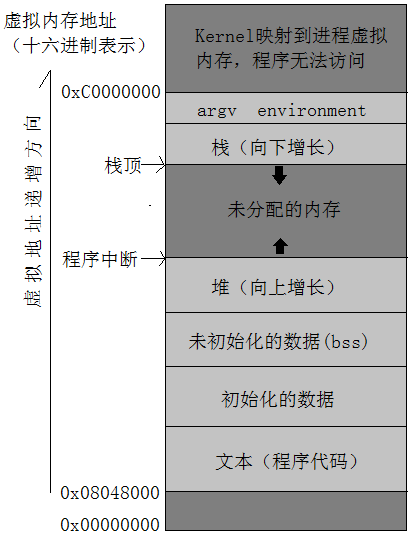 虚拟内存地址
（十六进制表示）
Kernel映射到进程虚拟
内存，程序无法访问
0xC0000000
argv environment
栈（向下增长）
栈顶
未分配的内存
程序中断
堆（向上增长）
未初始化的数据(bss)
初始化的数据
文本（程序代码）
0x08048000
0x00000000
虚拟地址递增方向